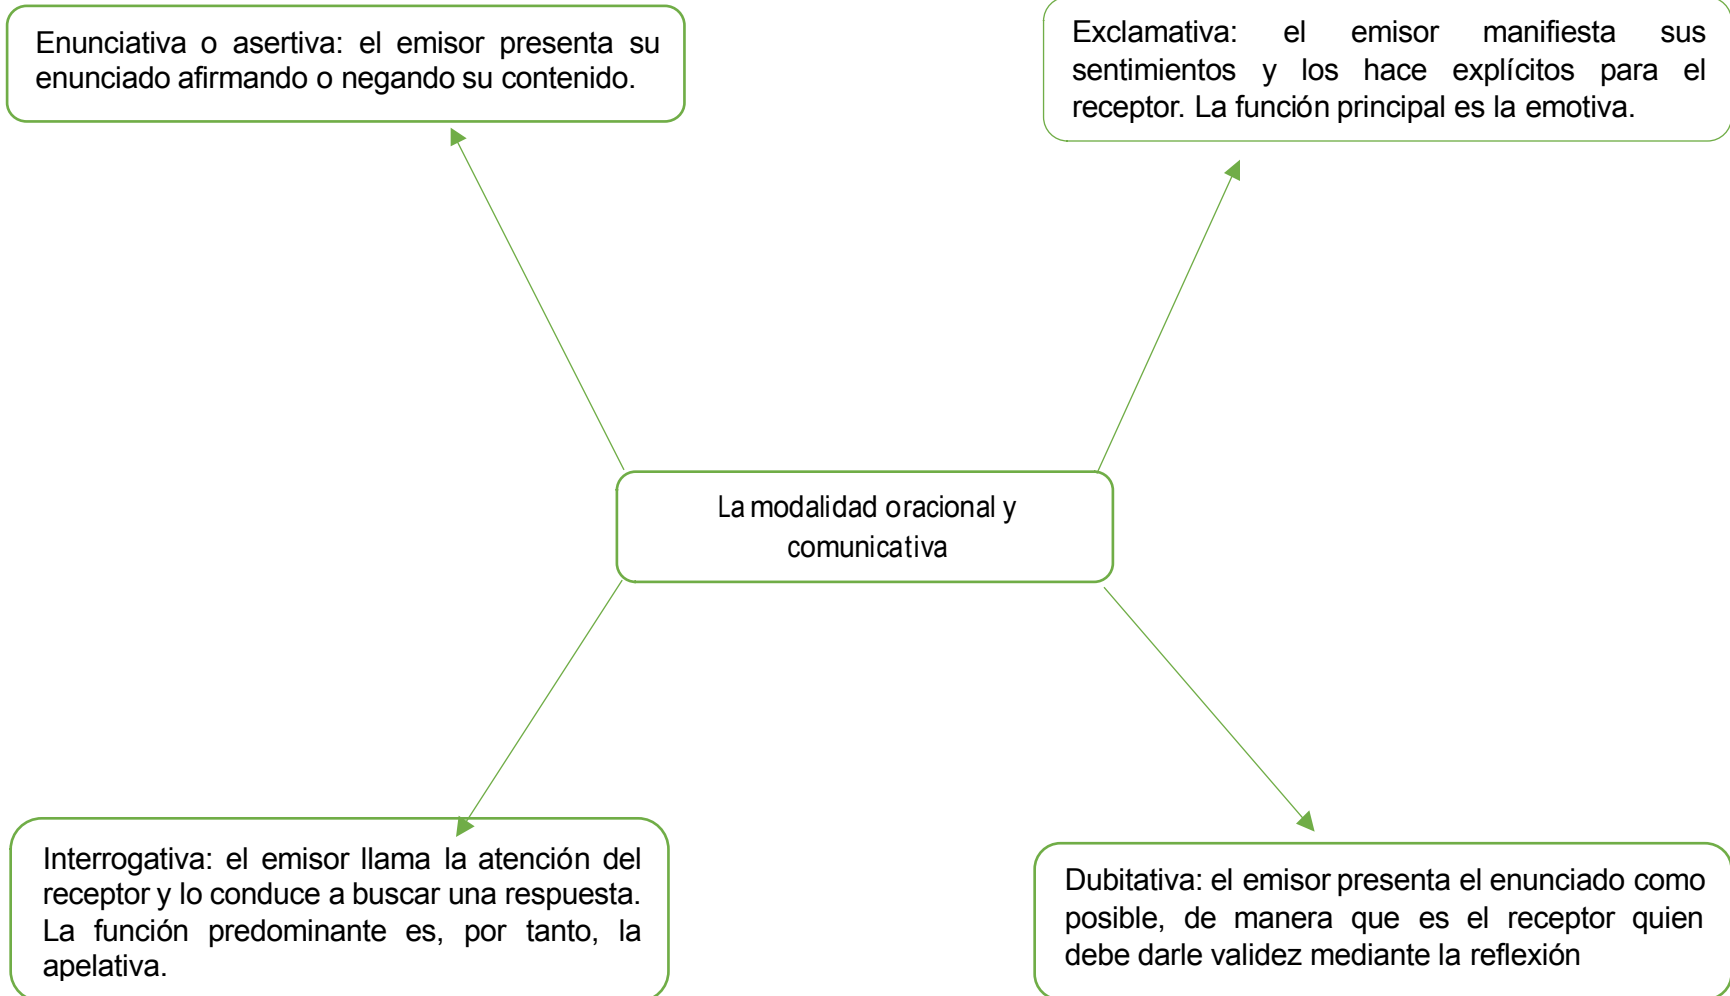 Enunciativa o asertiva: el emisor presenta su
enunciado afirmando o negando su contenido.
Exclamativa: el emisor manifiesta sus
sentimientos y los hace explícitos para el
receptor. La función principal es la emotiva.
La modalidad oracional y
comunicativa
Interrogativa: el emisor llama la atención del
receptor y lo conduce a buscar una respuesta.
La función predominante es, por tanto, la
apelativa.
Dubitativa: el emisor presenta el enunciado como
posible, de manera que es el receptor quien
debe darle validez mediante la reflexión